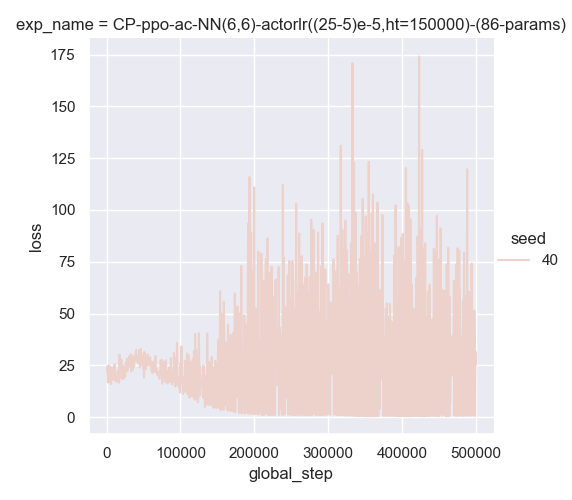 exp_name = CP-ppo-ac-NN(6,6)-actorlr((25-5)e-5,ht=150000)-(86-params)
175
150
125
100
75
50
25
0
loss
0 100000 200000 300000 400000 500000
global_step
seed
40